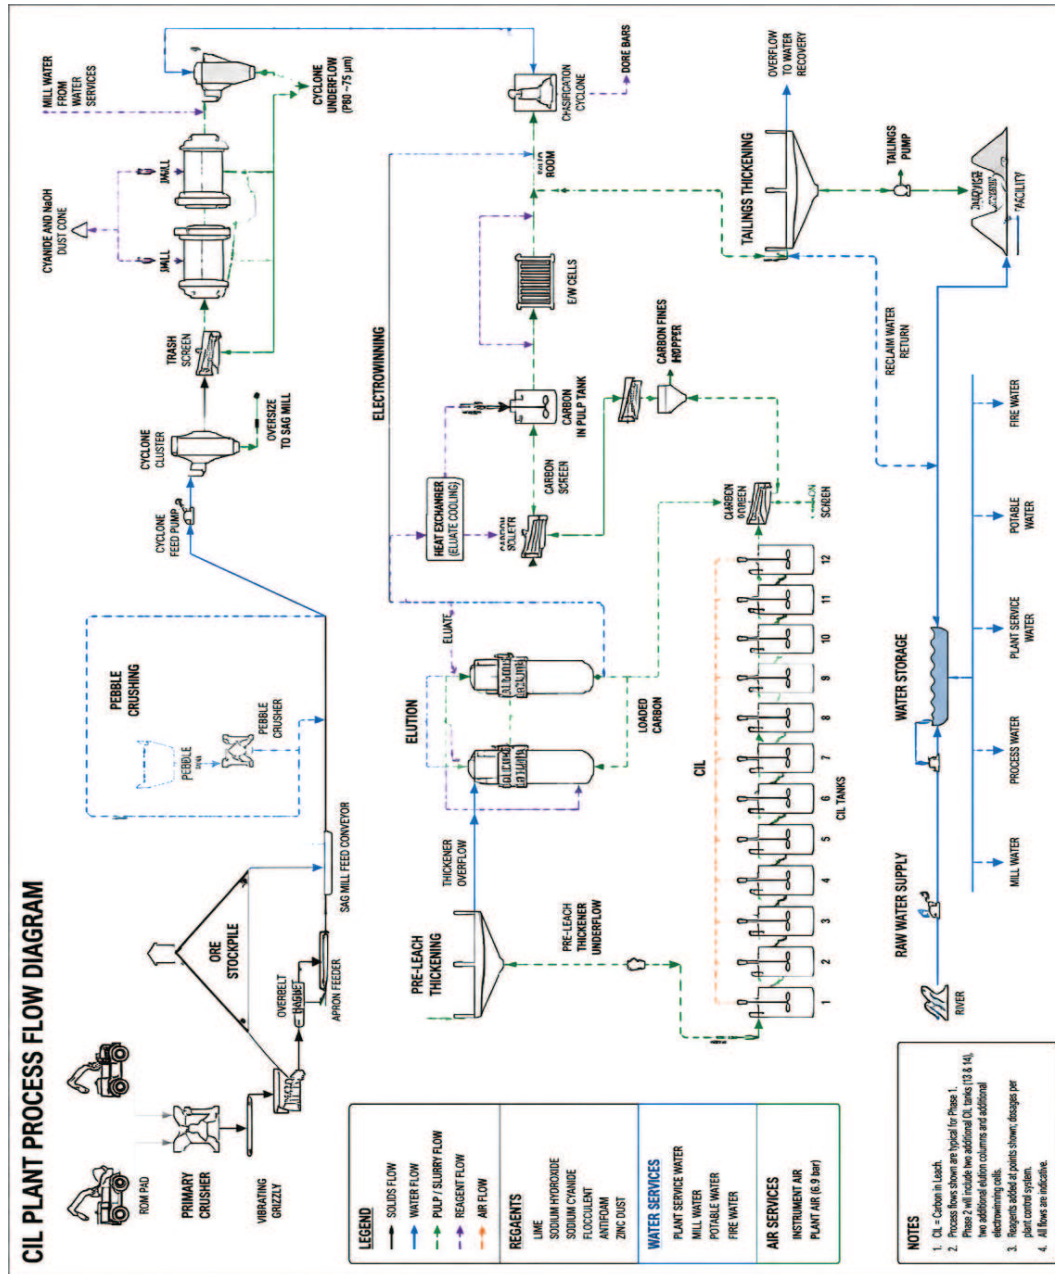 CIL PLANT PROCESS FLOW DIAGRAM
ROM PAD
PRIMARY
CRUSHER
VIBRATING
GRIZZLY
ORE
STOCKPILE
OVERBELT
APRON FEEDER
SAG MILL FEED CONVEYOR
PEBBLE
CRUSHING
PEBBLE
PEBBLE
CRUSHER
CYCLONE
FEED PUMP
CYCLONE
CLUSTER
OVERSIZE
TO SAG MILL
TRASH
SCREEN
CYANIDE AND NaOH
DUST CONE
MILL WATER
FROM WATER
SERVICES
CYCLONE
UNDERFLOW
(P80 ~75 µm)
PRE-LEACH
THICKENING
THICKENER
OVERFLOW
PRE-LEACH
THICKENER
UNDERFLOW
ELUTION
ELUATE
LOADED
CARBON
ELECTROWINNING
HEAT EXCHANRER
(ELUATE COOLING)
CARBON
SCREEN
CARBON
IN PULP TANK
E/W CELLS
ROOM
CHASIFICATION
CYCLONE
DORE BARS
CARBON FINES
HOPPER
CIL
CIL TANKS
1
2
3
4
5
6
7
8
9
10
11
12
TAILINGS THICKENING
OVERFLOW
TO WATER
RECOVERY
TAILINGS
PUMP
RECLAIM WATER
RETURN
RAW WATER SUPPLY
RIVER
WATER STORAGE
MILL WATER
PROCESS WATER
PLANT SERVICE
WATER
POTABLE
WATER
FIRE WATER
LEGEND
SOLIDS FLOW
WATER FLOW
PULP / SLURRY FLOW
REAGENT FLOW
AIR FLOW
REGAENTS
LIME
SODIUM HYDROXIDE
SODIUM CYANIDE
FLOCCULENT
ANTIFOAM
ZINC DUST
WATER SERVICES
PLANT SERVICE WATER
MILL WATER
POTABLE WATER
FIRE WATER
AIR SERVICES
INSTRUMENT AIR
PLANT AIR (6.9 bar)
NOTES
1. CIL = Carbon in Leach.
2. Process flows shown are typical for Phase 1.
Phase 2 will include two additional CIL tanks (13 & 14),
two additional elution columns and additional
electrowinning cells.
3. Reagents added at points shown; dosages per
plant control system.
4. All flows are indicative.